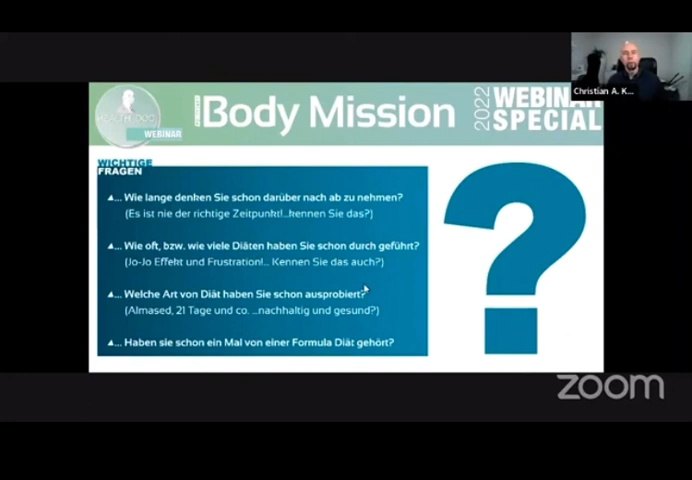 Christian A. K...
Body Mission
2022
WEBINAR
SPECIAL
WEBINAR
WICHTIGE
FRAGEN
... Wie lange denken Sie schon darüber nach ab zu nehmen?
(Es ist nie der richtige Zeitpunkt!...kennen Sie das?)
... Wie oft, bzw. wie viele Diäten haben Sie schon durch geführt?
(Jo-Jo Effekt und Frustration!... Kennen Sie das auch?)
... Welche Art von Diät haben Sie schon ausprobiert?
(Almased, 21 Tage und co. ...nachhaltig und gesund?)
... Haben sie schon ein Mal von einer Formula Diät gehört?
?
zoom